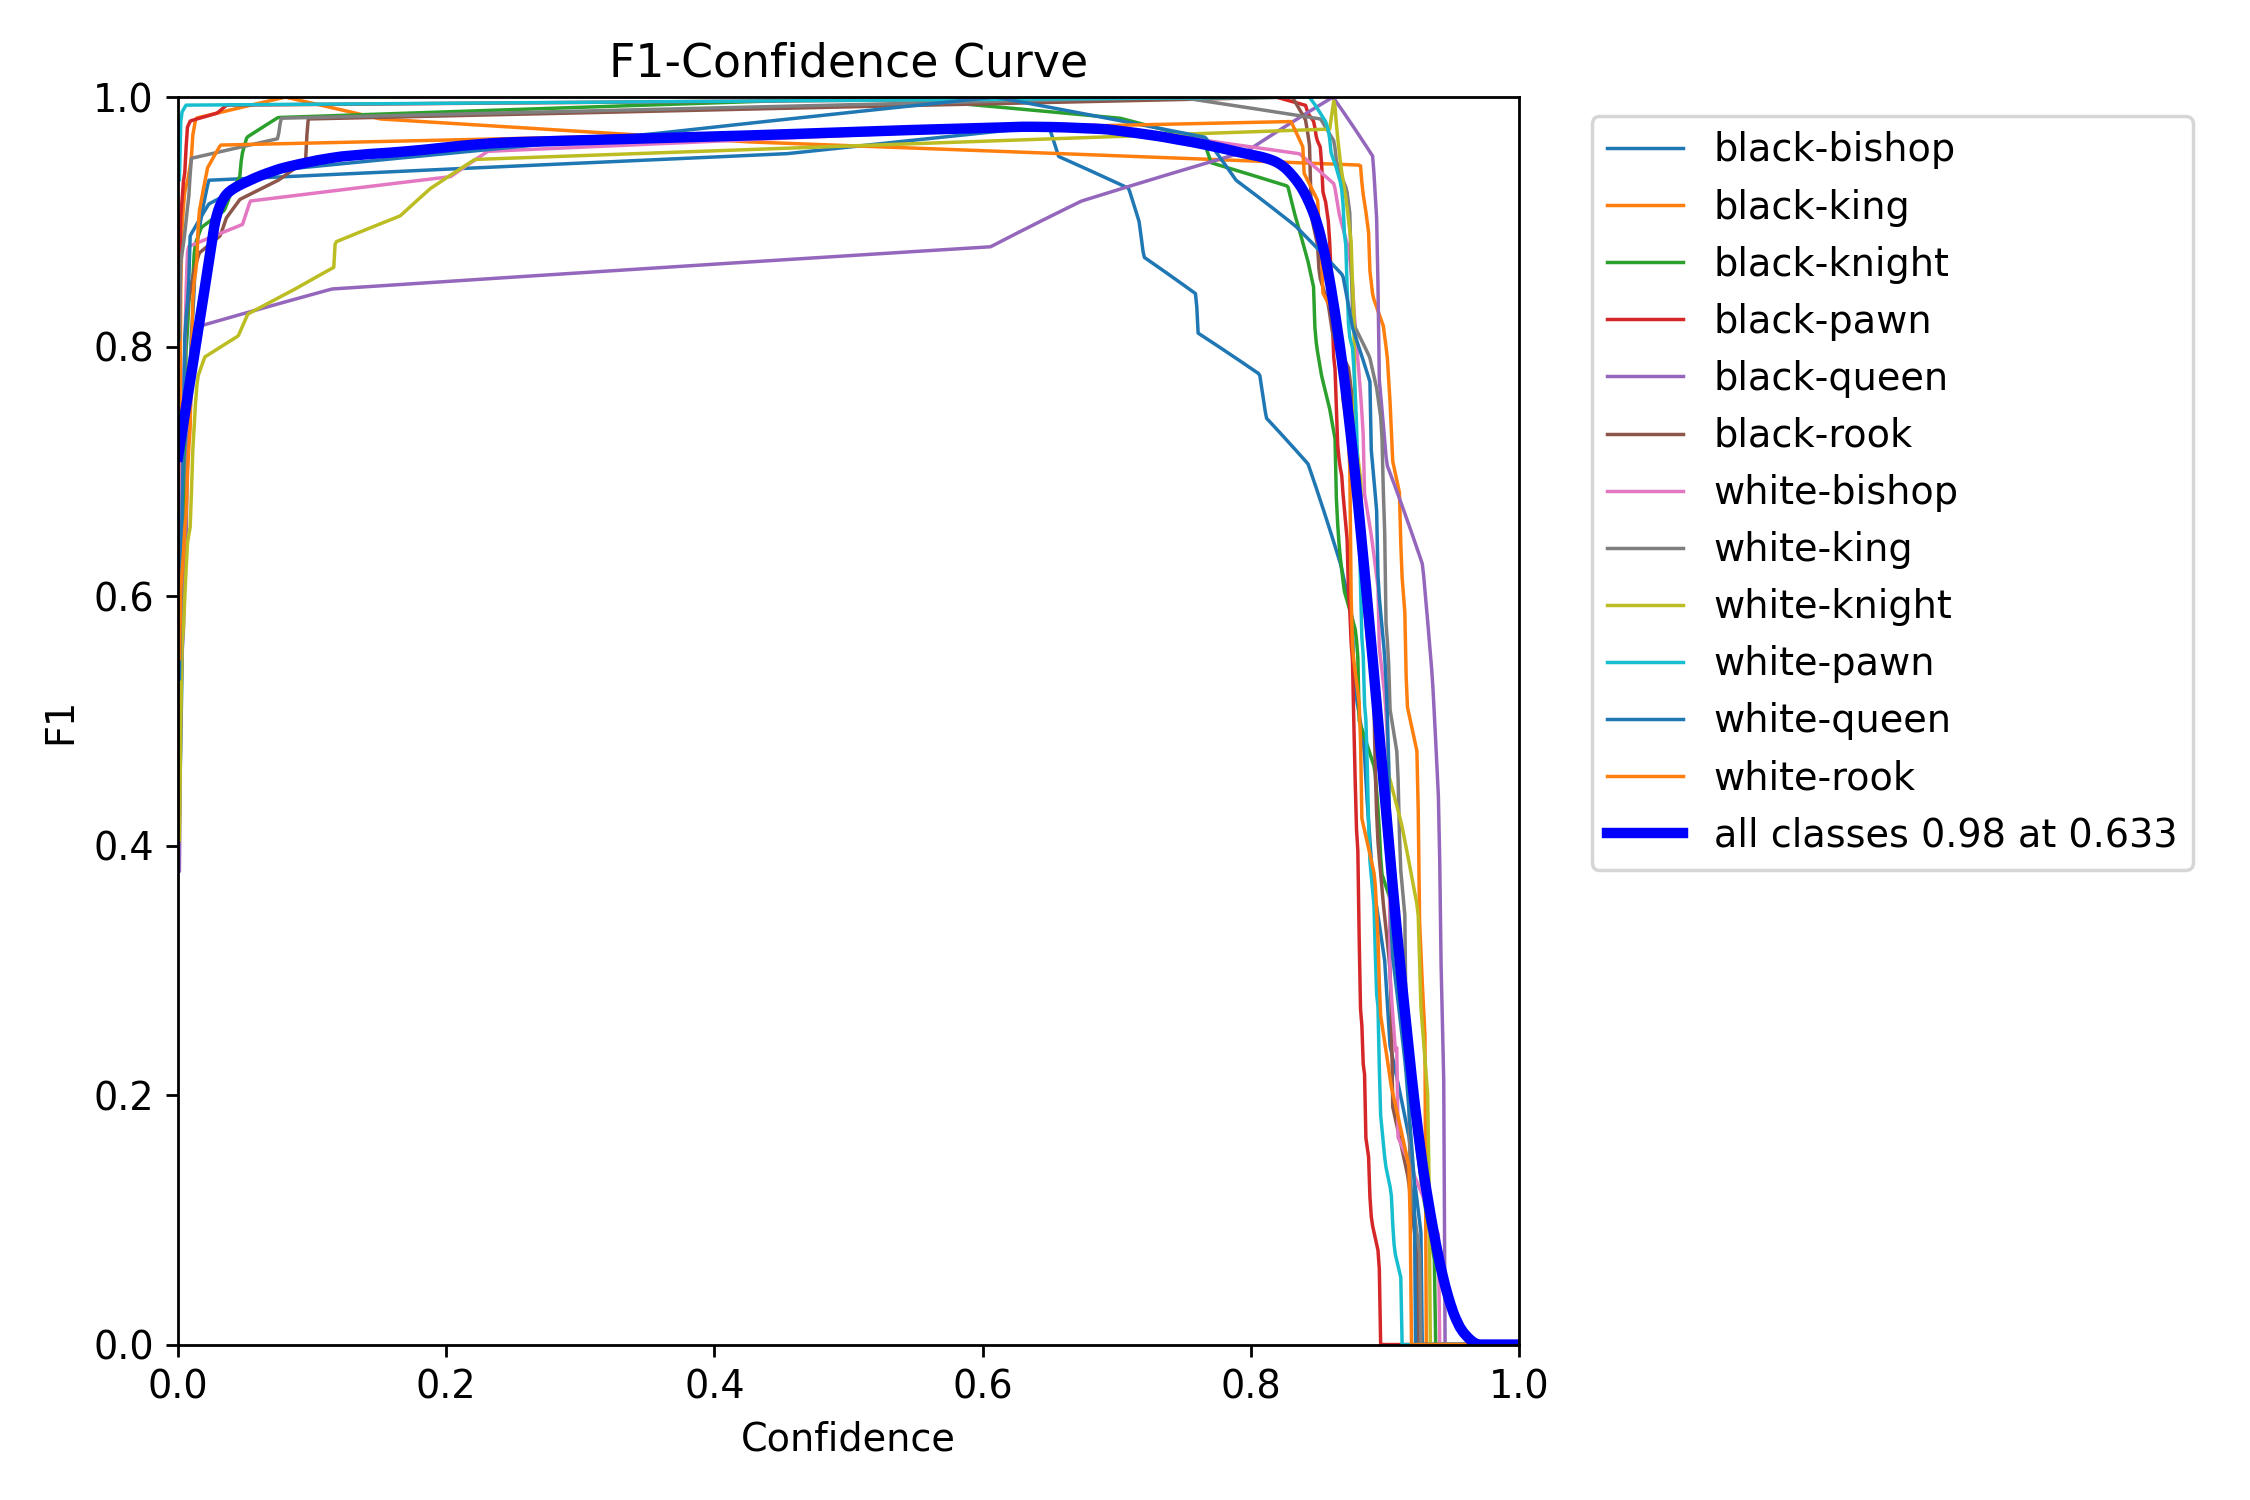 F1-Confidence Curve
1.0
0.8
0.6
0.4
0.2
0.0
F1
0.0 0.2 0.4 0.6 0.8 1.0
Confidence
black-bishop
black-king
black-knight
black-pawn
black-queen
black-rook
white-bishop
white-king
white-knight
white-pawn
white-queen
white-rook
all classes 0.98 at 0.633